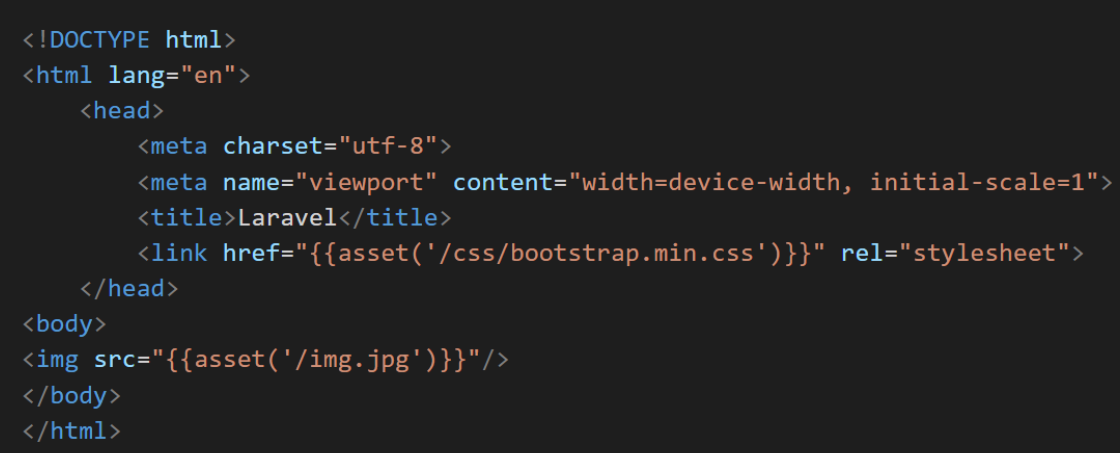 <!DOCTYPE html>
<html lang="en">
    <head>
        <meta charset="utf-8">
        <meta name="viewport" content="width=device-width, initial-scale=1">
        <title>Laravel</title>
        <link href="{{asset('/css/bootstrap.min.css')}}" rel="stylesheet">
    </head>
<body>
<img src="{{asset('/img.jpg')}}"/>
</body>
</html>